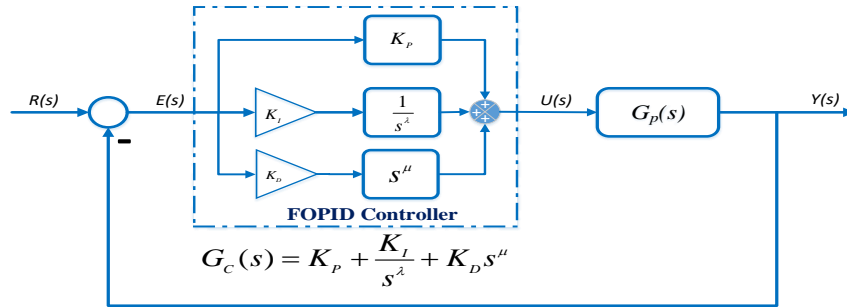 K_P
R(s) E(s) K_I 1/s^λ U(s) G_P(s) Y(s)
+ + +
-
K_D s^μ
FOPID Controller
G_C(s) = K_P + K_I/s^λ + K_D s^μ